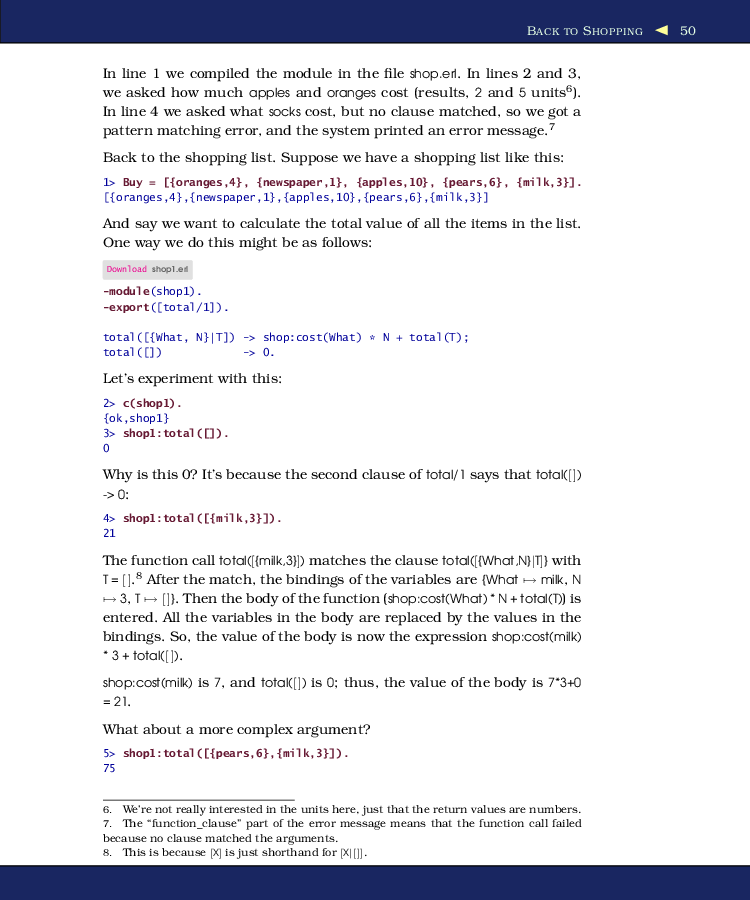 BACK TO SHOPPING ◀ 50
In line 1 we compiled the module in the file shop.erl. In lines 2 and 3,
we asked how much apples and oranges cost (results, 2 and 5 units6).
In line 4 we asked what socks cost, but no clause matched, so we got a
pattern matching error, and the system printed an error message.7
Back to the shopping list. Suppose we have a shopping list like this:
1> Buy = [{oranges,4}, {newspaper,1}, {apples,10}, {pears,6}, {milk,3}].
[{oranges,4},{newspaper,1},{apples,10},{pears,6},{milk,3}]
And say we want to calculate the total value of all the items in the list.
One way we do this might be as follows:
Download shop1.erl
-module(shop1).
-export([total/1]).
total([{What, N}|T]) -> shop:cost(What) * N + total(T);
total([]) -> 0.
Let's experiment with this:
2> c(shop1).
{ok,shop1}
3> shop1:total([]).
0
Why is this 0? It's because the second clause of total/1 says that total([])
-> 0:
4> shop1:total([{milk,3}]).
21
The function call total([{milk,3}]) matches the clause total([{What,N}|T]) with
T = [].8 After the match, the bindings of the variables are {What ↦ milk, N
↦ 3, T ↦ []}. Then the body of the function (shop:cost(What) * N + total(T)) is
entered. All the variables in the body are replaced by the values in the
bindings. So, the value of the body is now the expression shop:cost(milk)
* 3 + total([]).
shop:cost(milk) is 7, and total([]) is 0; thus, the value of the body is 7*3+0
= 21.
What about a more complex argument?
5> shop1:total([{pears,6},{milk,3}]).
75
6. We're not really interested in the units here, just that the return values are numbers.
7. The "function_clause" part of the error message means that the function call failed
because no clause matched the arguments.
8. This is because [X] is just shorthand for [X|[]].